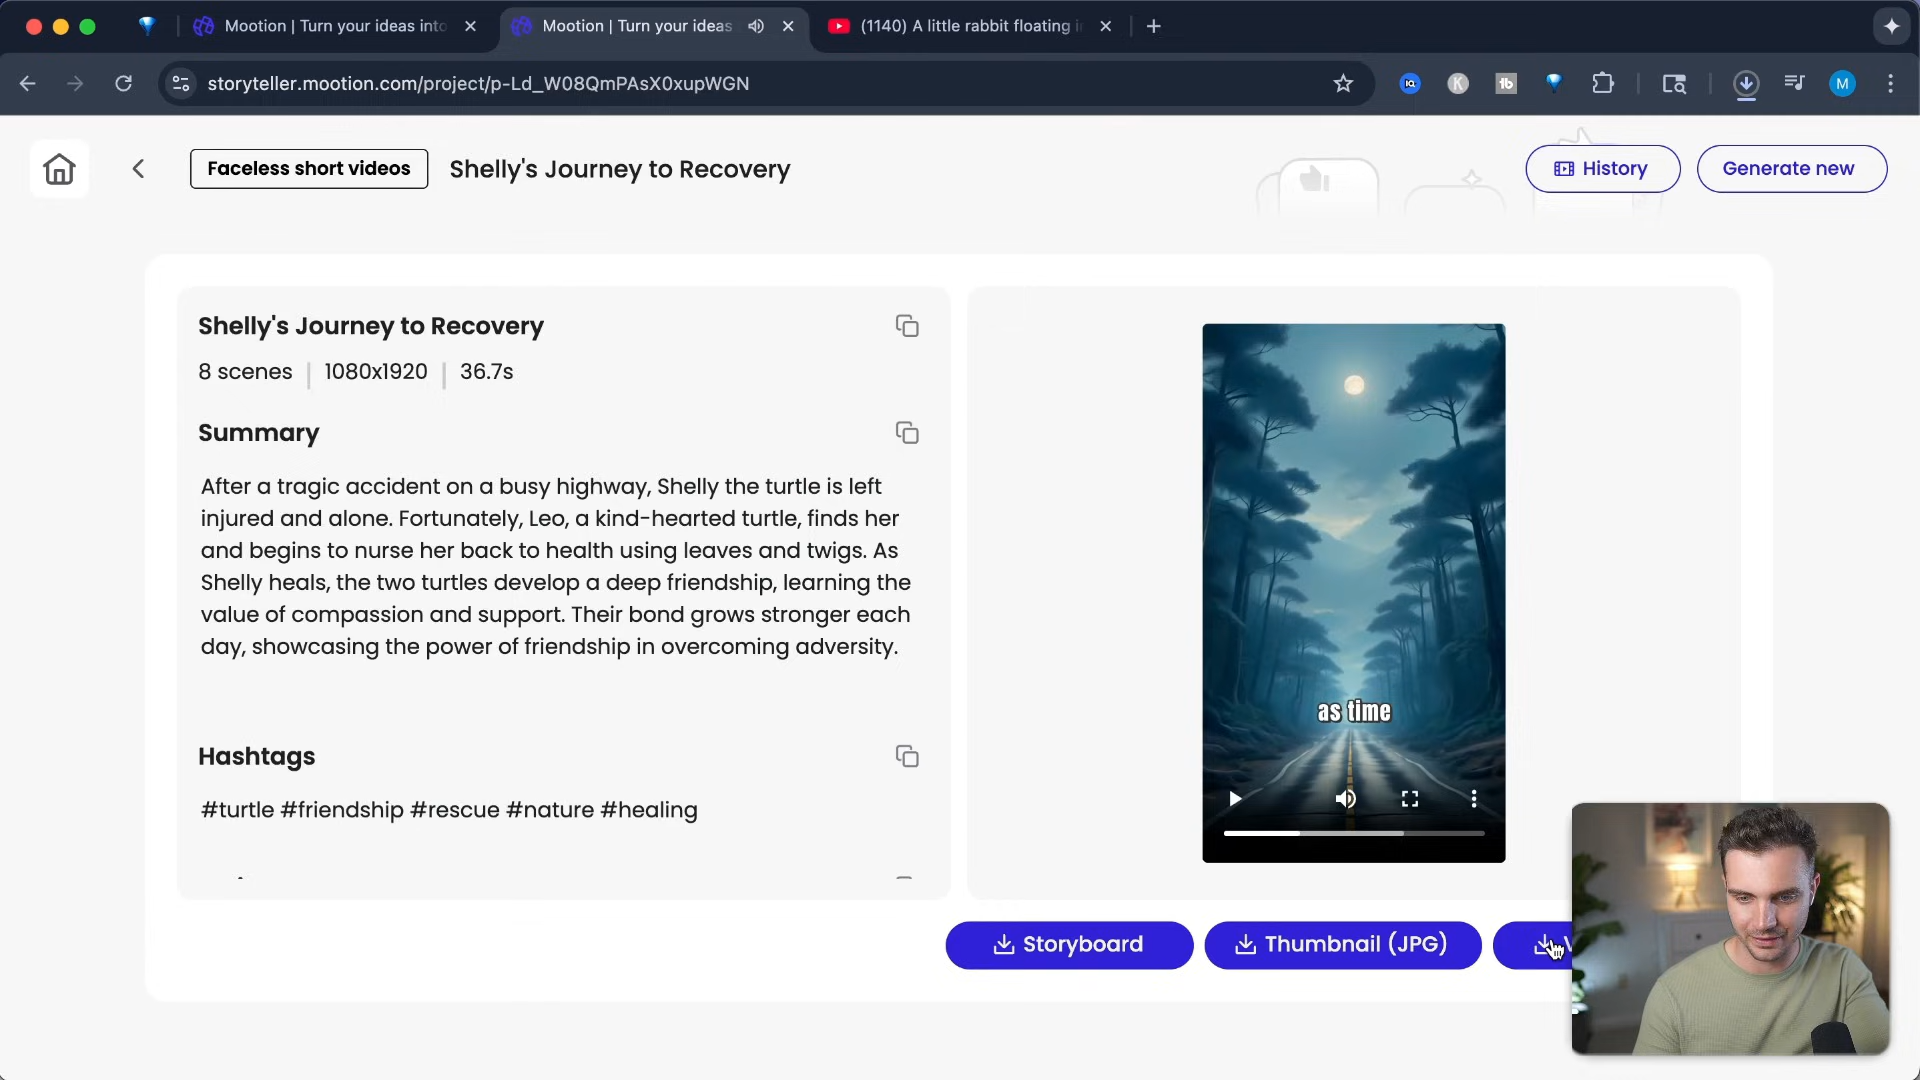 Mootion | Turn your ideas into
Mootion | Turn your ideas
(1140) A little rabbit floating i
storyteller.mootion.com/project/p-Ld_W08QmPAsX0xupWGN
K
tb
M
Faceless short videos
Shelly's Journey to Recovery
History
Generate new
Shelly's Journey to Recovery
8 scenes | 1080x1920 | 36.7s
Summary
After a tragic accident on a busy highway, Shelly the turtle is left
injured and alone. Fortunately, Leo, a kind-hearted turtle, finds her
and begins to nurse her back to health using leaves and twigs. As
Shelly heals, the two turtles develop a deep friendship, learning the
value of compassion and support. Their bond grows stronger each
day, showcasing the power of friendship in overcoming adversity.
Hashtags
#turtle #friendship #rescue #nature #healing
as time
Storyboard
Thumbnail (JPG)